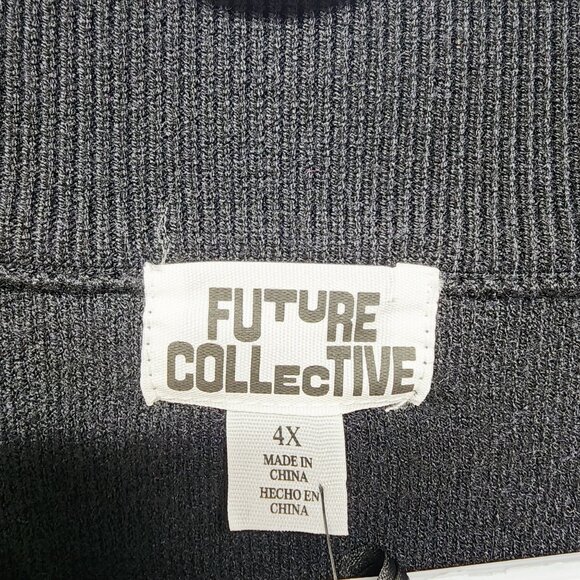 FUTURE
COLLECTIVE
4X
MADE IN
CHINA
HECHO EN
CHINA